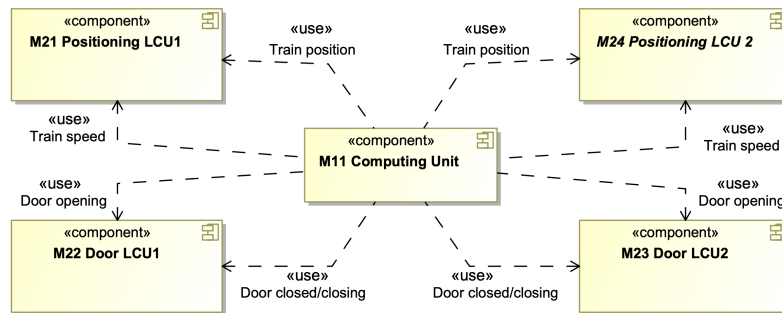 «component»
M21 Positioning LCU1
«use»
Train position
«use»
Train position
«component»
M24 Positioning LCU 2
«use»
Train speed
«component»
M11 Computing Unit
«use»
Train speed
«use»
Door opening
«use»
Door opening
«component»
M22 Door LCU1
«use»
Door closed/closing
«use»
Door closed/closing
«component»
M23 Door LCU2